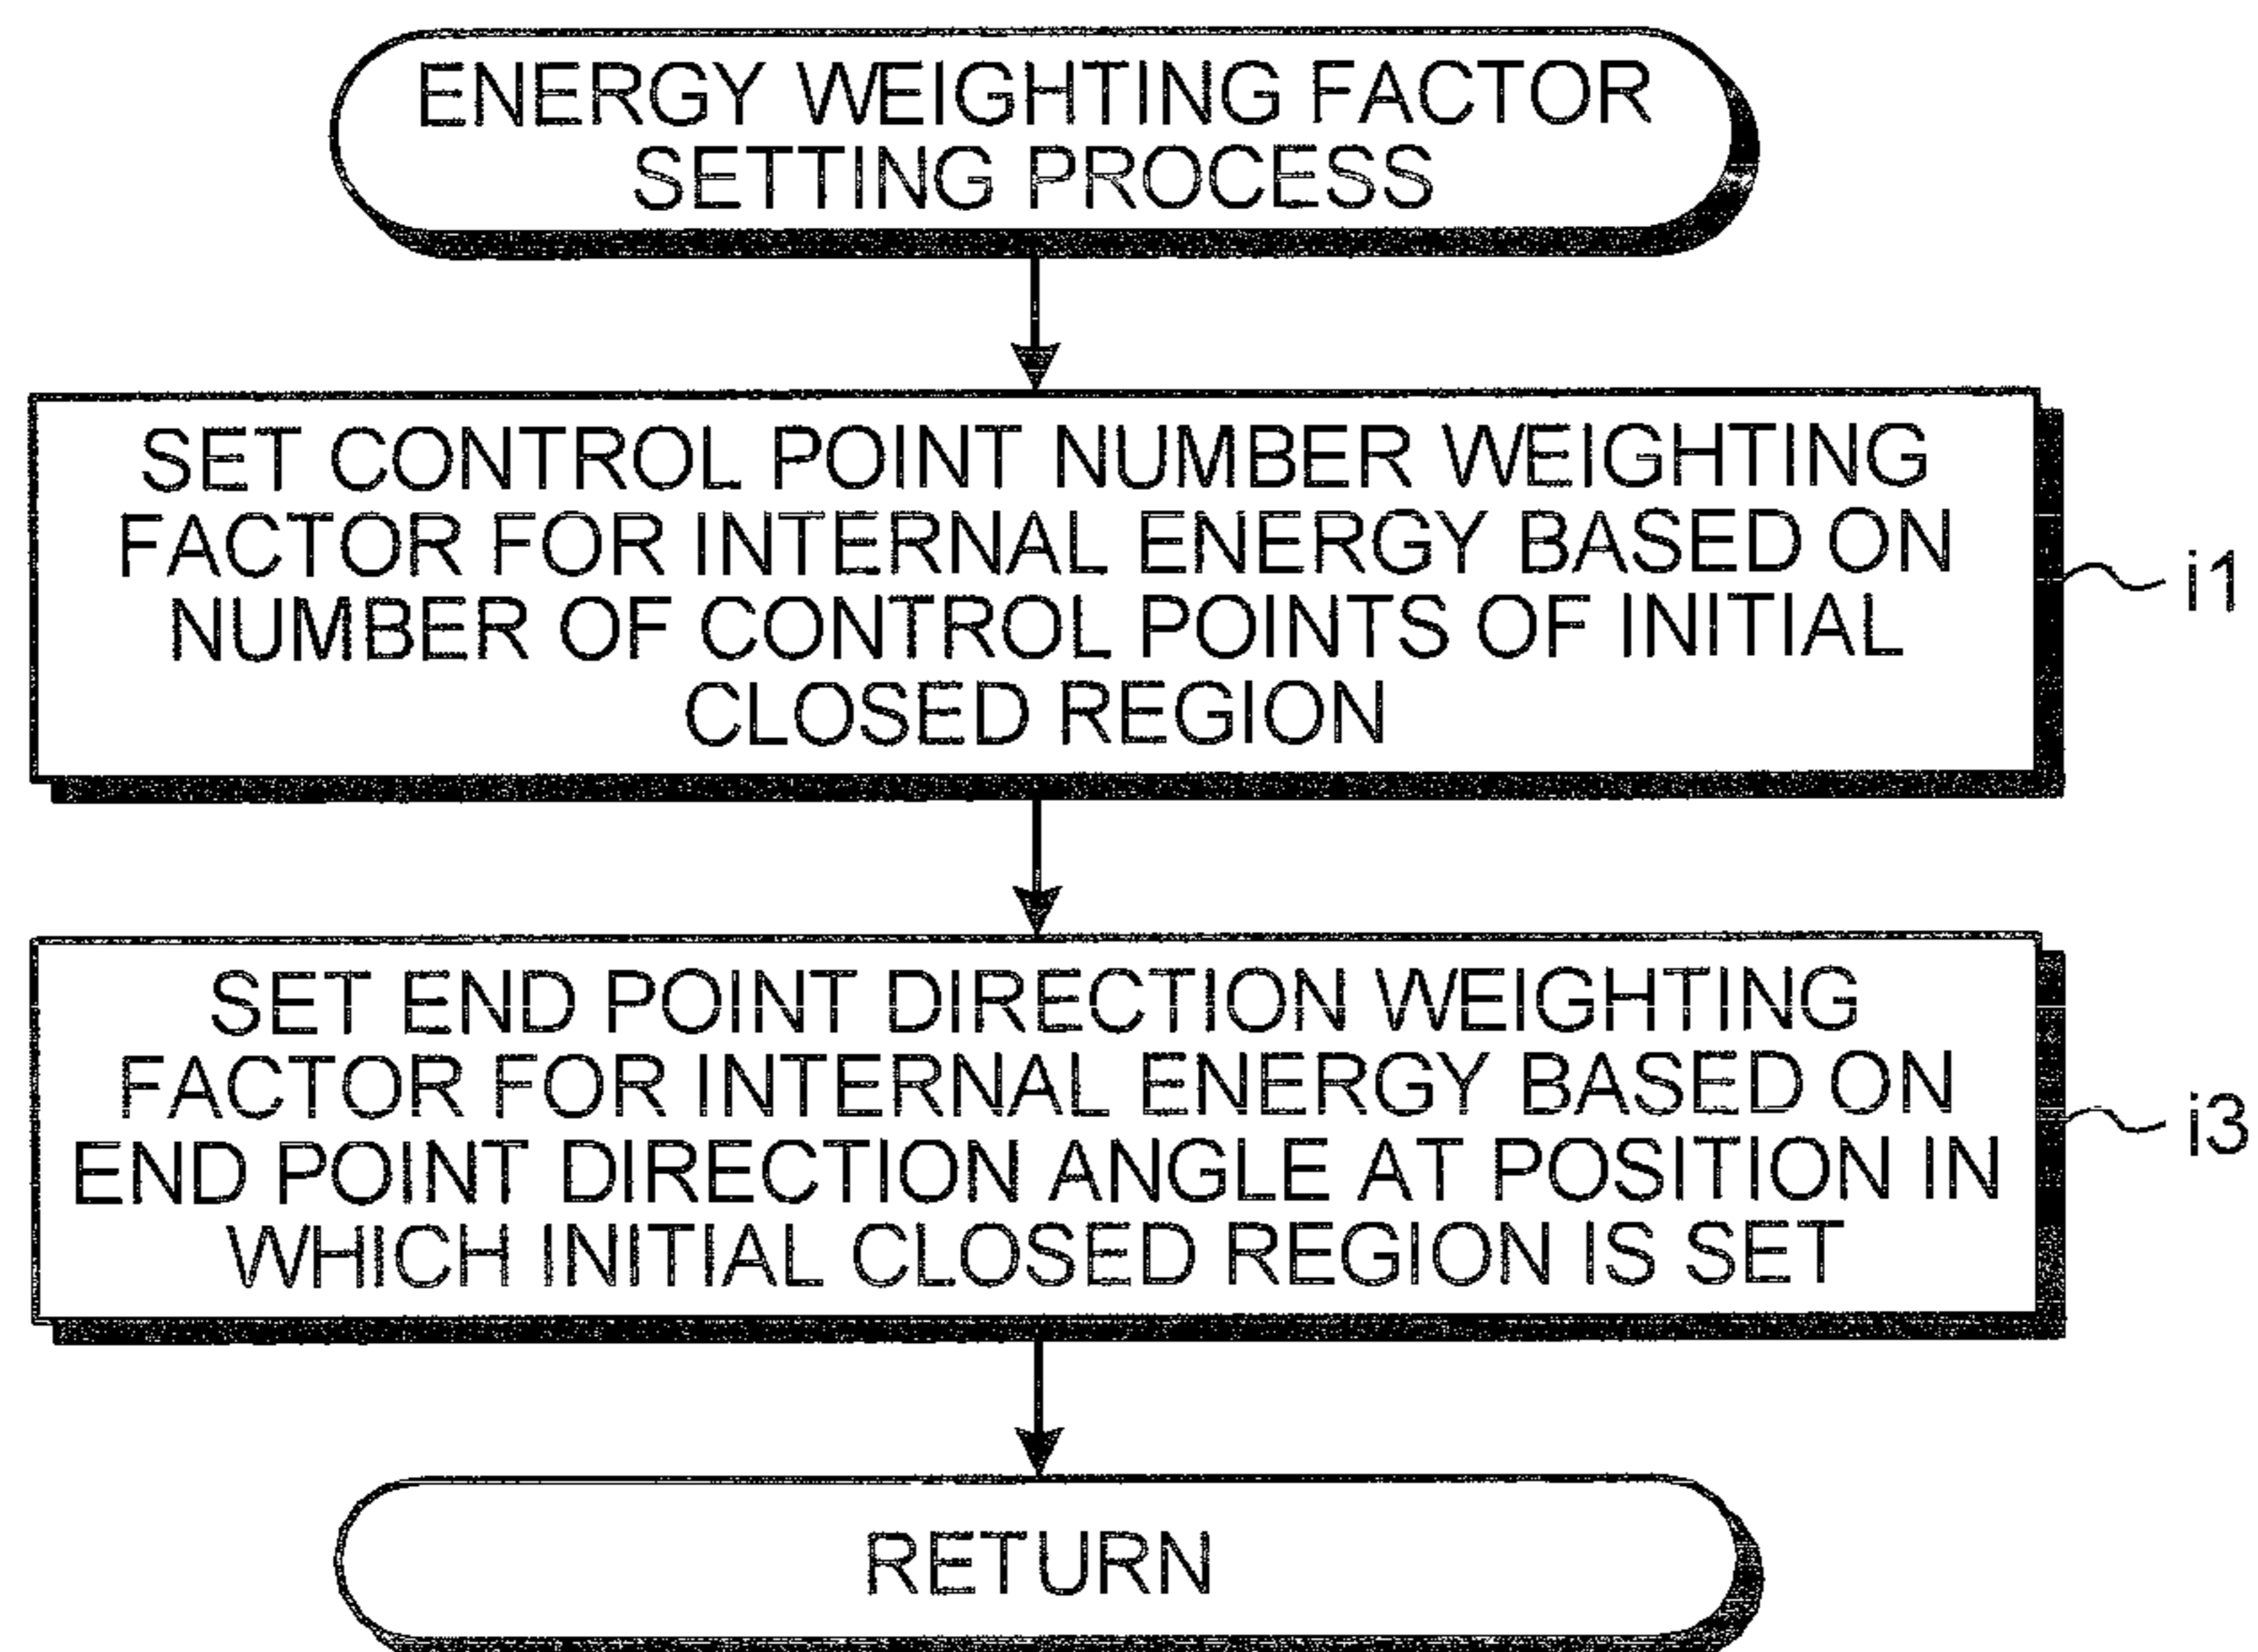 ENERGY WEIGHTING FACTOR
SETTING PROCESS
SET CONTROL POINT NUMBER WEIGHTING
FACTOR FOR INTERNAL ENERGY BASED ON
NUMBER OF CONTROL POINTS OF INITIAL
CLOSED REGION
i1
SET END POINT DIRECTION WEIGHTING
FACTOR FOR INTERNAL ENERGY BASED ON
END POINT DIRECTION ANGLE AT POSITION IN
WHICH INITIAL CLOSED REGION IS SET
i3
RETURN